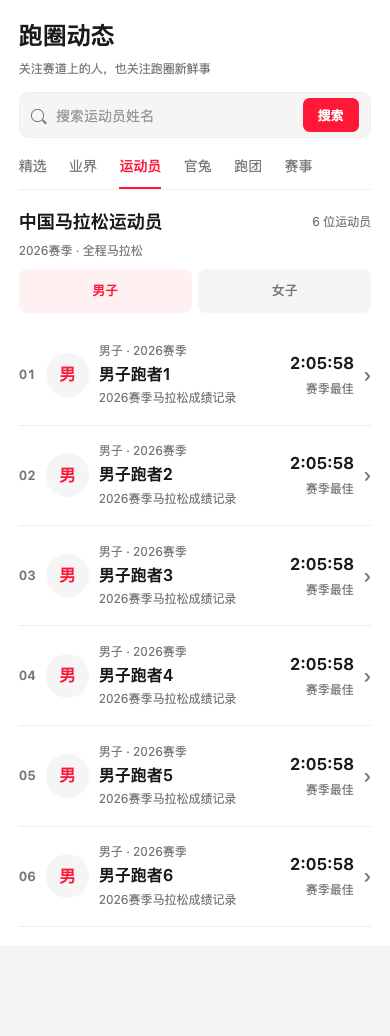 跑圈动态
关注赛道上的人，也关注跑圈新鲜事
搜索运动员姓名
搜索
精选 业界 运动员 官兔 跑团 赛事
中国马拉松运动员
6 位运动员
2026赛季 · 全程马拉松
男子 女子
01
男
男子 · 2026赛季
男子跑者1
2026赛季马拉松成绩记录
2:05:58
赛季最佳
02
男
男子 · 2026赛季
男子跑者2
2026赛季马拉松成绩记录
2:05:58
赛季最佳
03
男
男子 · 2026赛季
男子跑者3
2026赛季马拉松成绩记录
2:05:58
赛季最佳
04
男
男子 · 2026赛季
男子跑者4
2026赛季马拉松成绩记录
2:05:58
赛季最佳
05
男
男子 · 2026赛季
男子跑者5
2026赛季马拉松成绩记录
2:05:58
赛季最佳
06
男
男子 · 2026赛季
男子跑者6
2026赛季马拉松成绩记录
2:05:58
赛季最佳